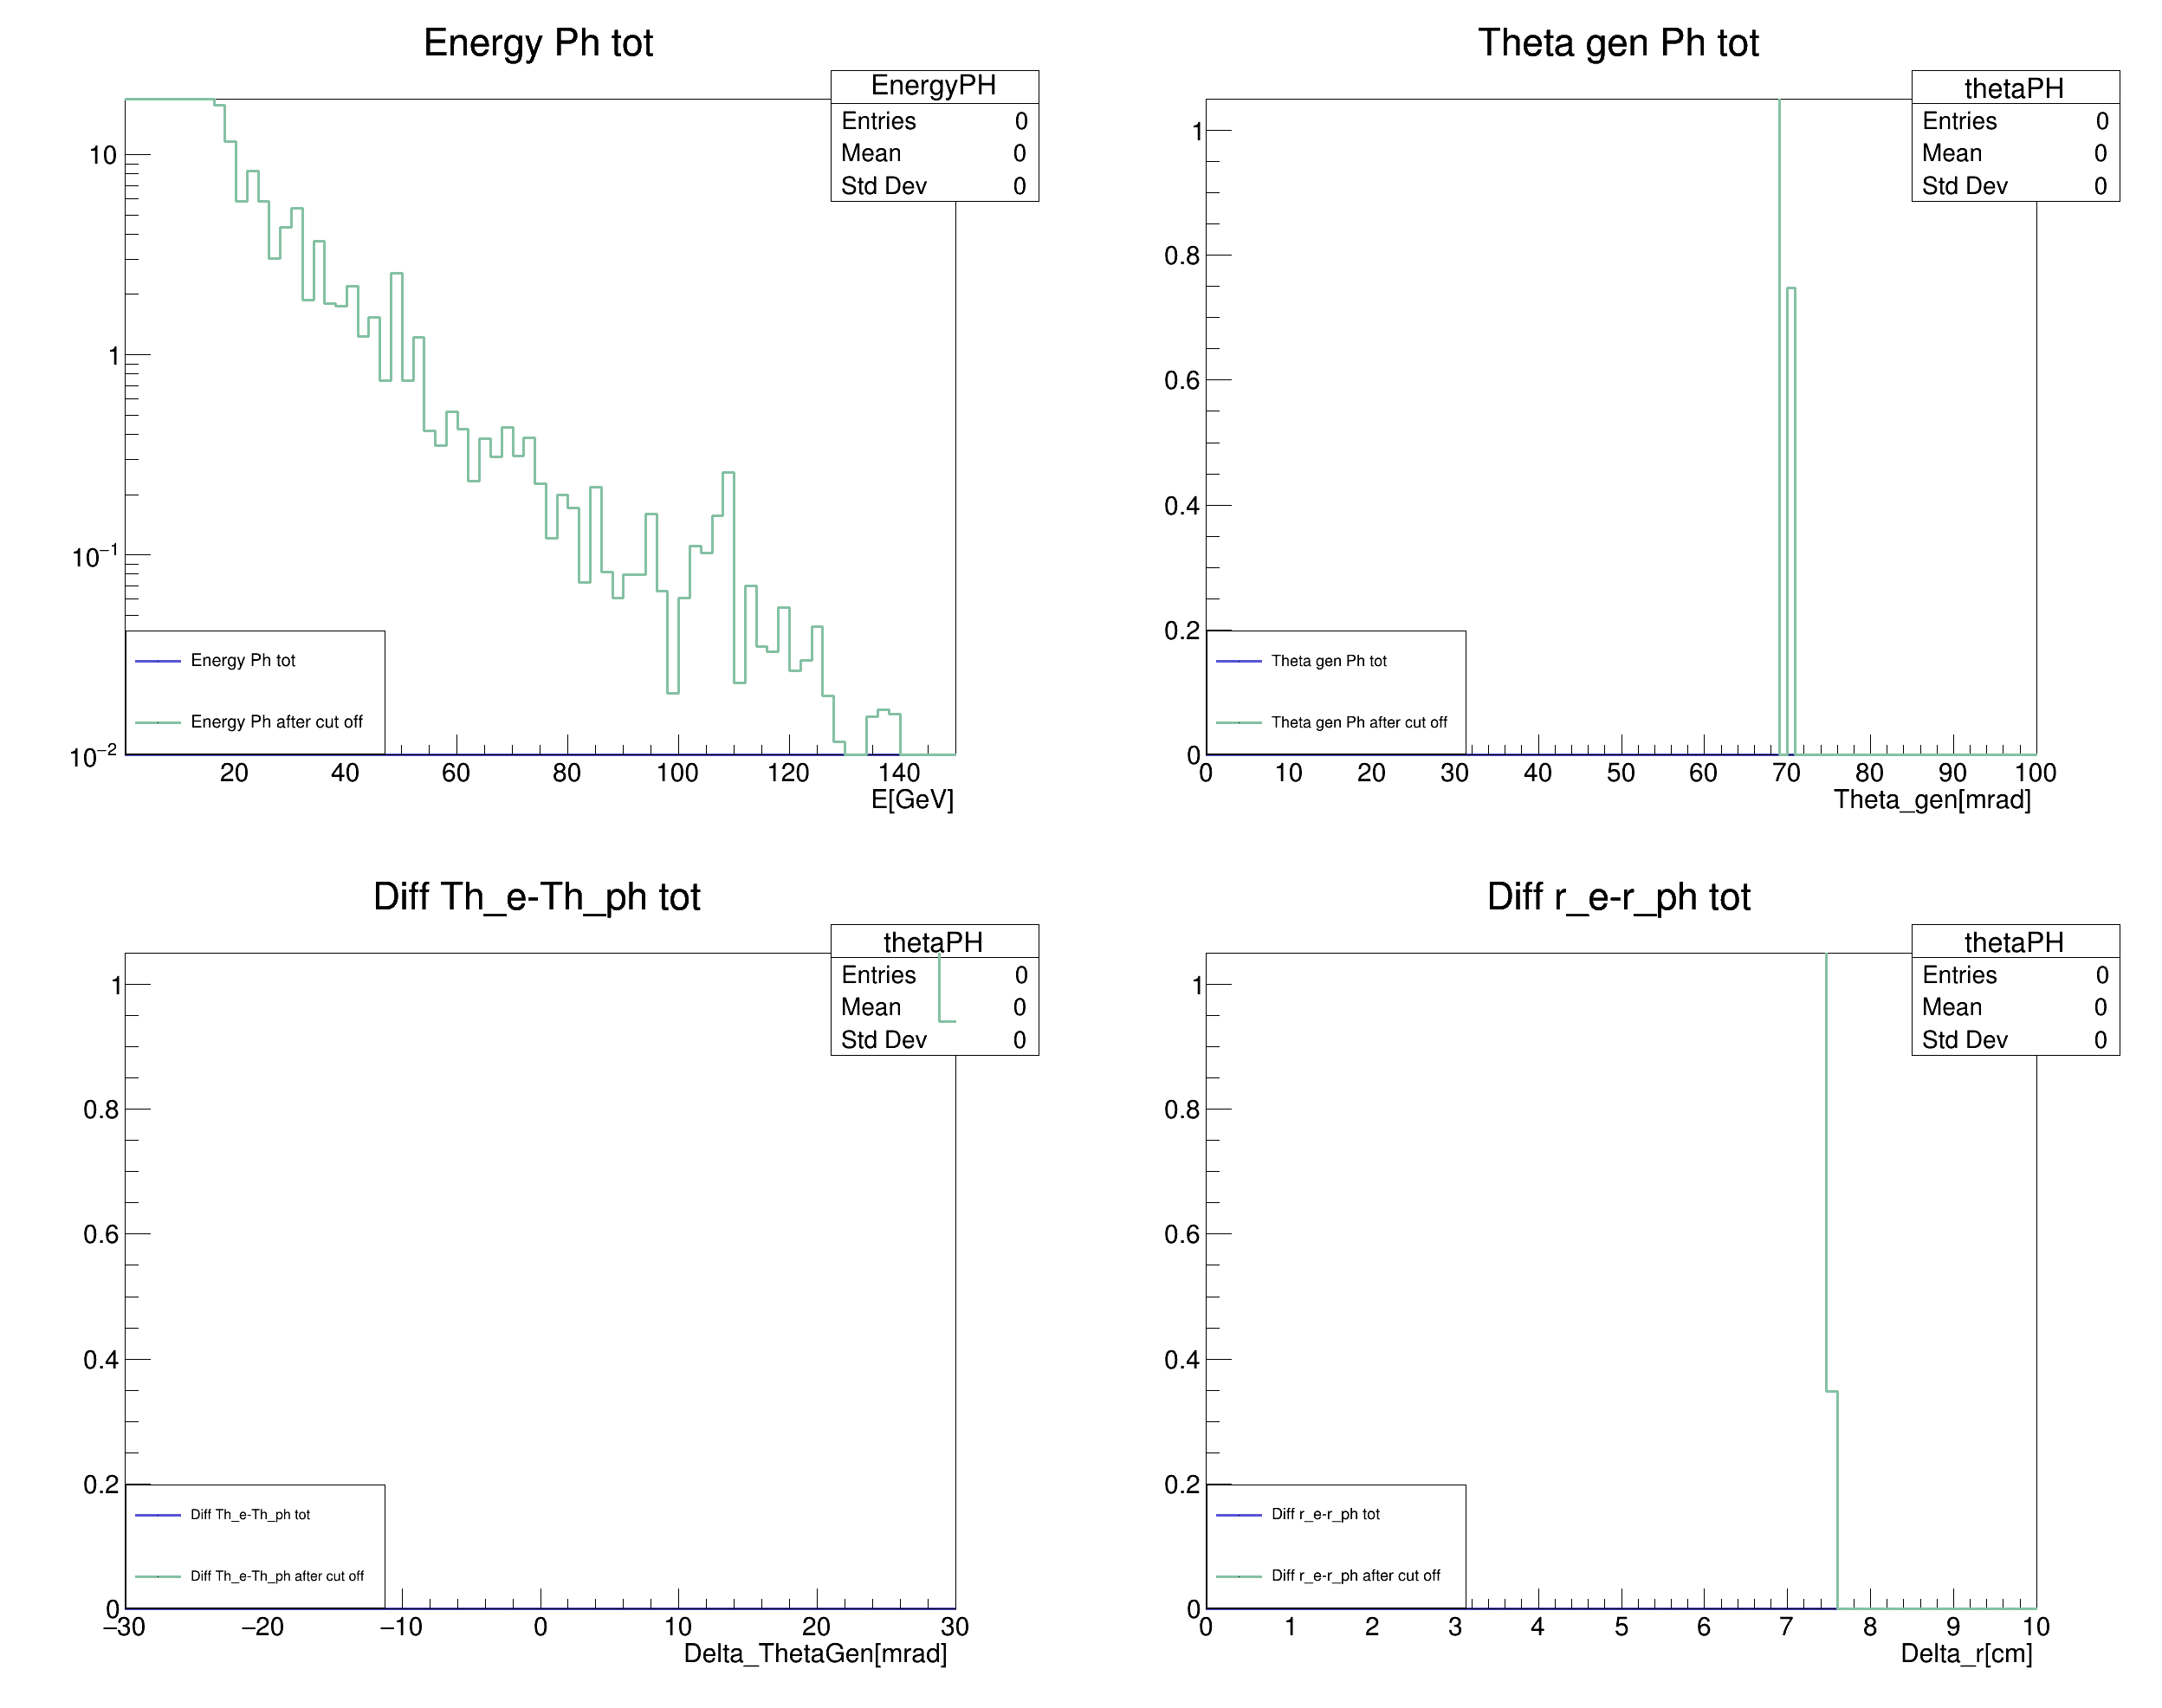 Energy Ph tot
EnergyPH
Entries 0
Mean 0
Std Dev 0
10
1
10−1
10−2
Energy Ph tot
Energy Ph after cut off
20 40 60 80 100 120 140
E[GeV]
Theta gen Ph tot
thetaPH
Entries 0
Mean 0
Std Dev 0
1
0.8
0.6
0.4
0.2
0
Theta gen Ph tot
Theta gen Ph after cut off
0 10 20 30 40 50 60 70 80 90 100
Theta_gen[mrad]
Diff Th_e-Th_ph tot
thetaPH
Entries 0
Mean 0
Std Dev 0
1
0.8
0.6
0.4
0.2
0
Diff Th_e-Th_ph tot
Diff Th_e-Th_ph after cut off
−30 −20 −10 0 10 20 30
Delta_ThetaGen[mrad]
Diff r_e-r_ph tot
thetaPH
Entries 0
Mean 0
Std Dev 0
1
0.8
0.6
0.4
0.2
0
Diff r_e-r_ph tot
Diff r_e-r_ph after cut off
0 1 2 3 4 5 6 7 8 9 10
Delta_r[cm]